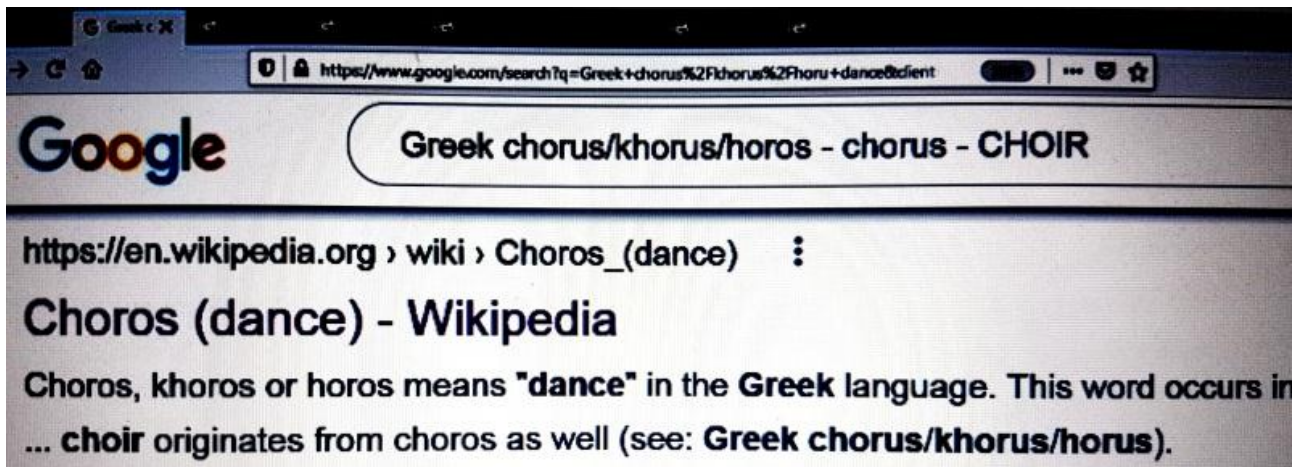 Greek c
https://www.google.com/search?q=Greek+chorus%2Fkhorus%2Fhoru+dance&client
Google
Greek chorus/khorus/horos - chorus - CHOIR
https://en.wikipedia.org › wiki › Choros_(dance)
Choros (dance) - Wikipedia
Choros, khoros or horos means "dance" in the Greek language. This word occurs in
... choir originates from choros as well (see: Greek chorus/khorus/horus).